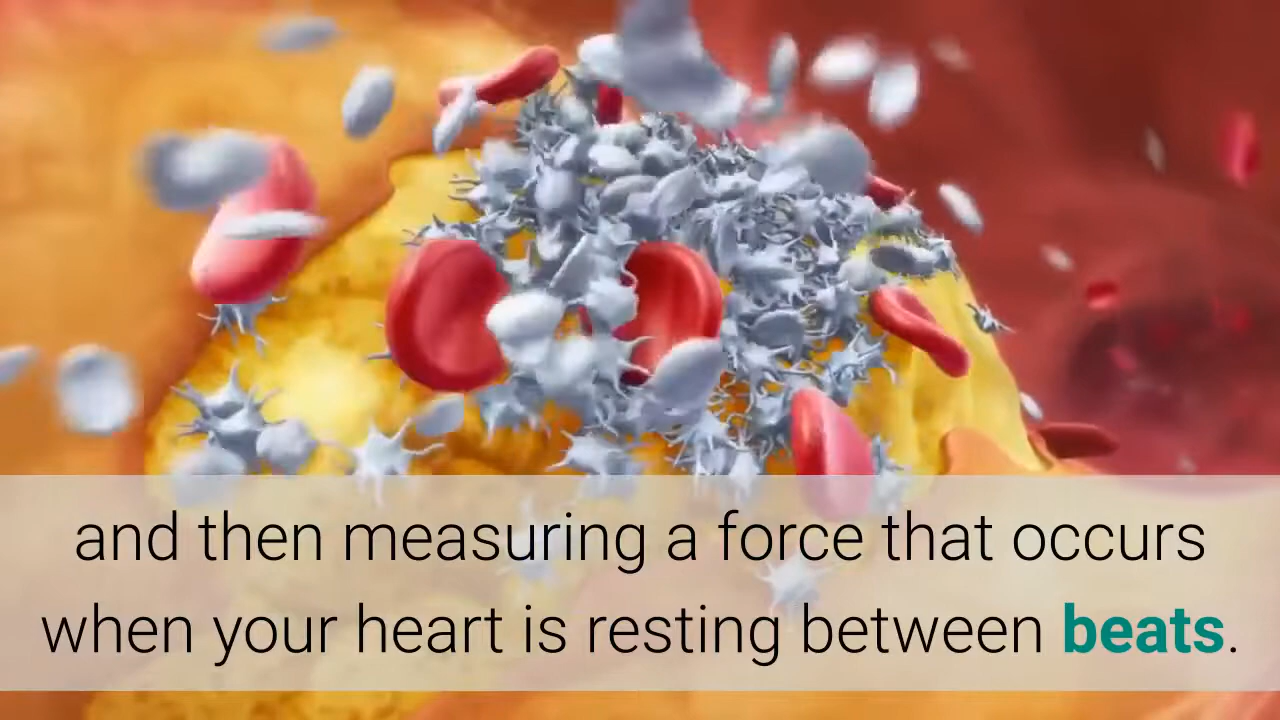 and then measuring a force that occurs
when your heart is resting between beats.